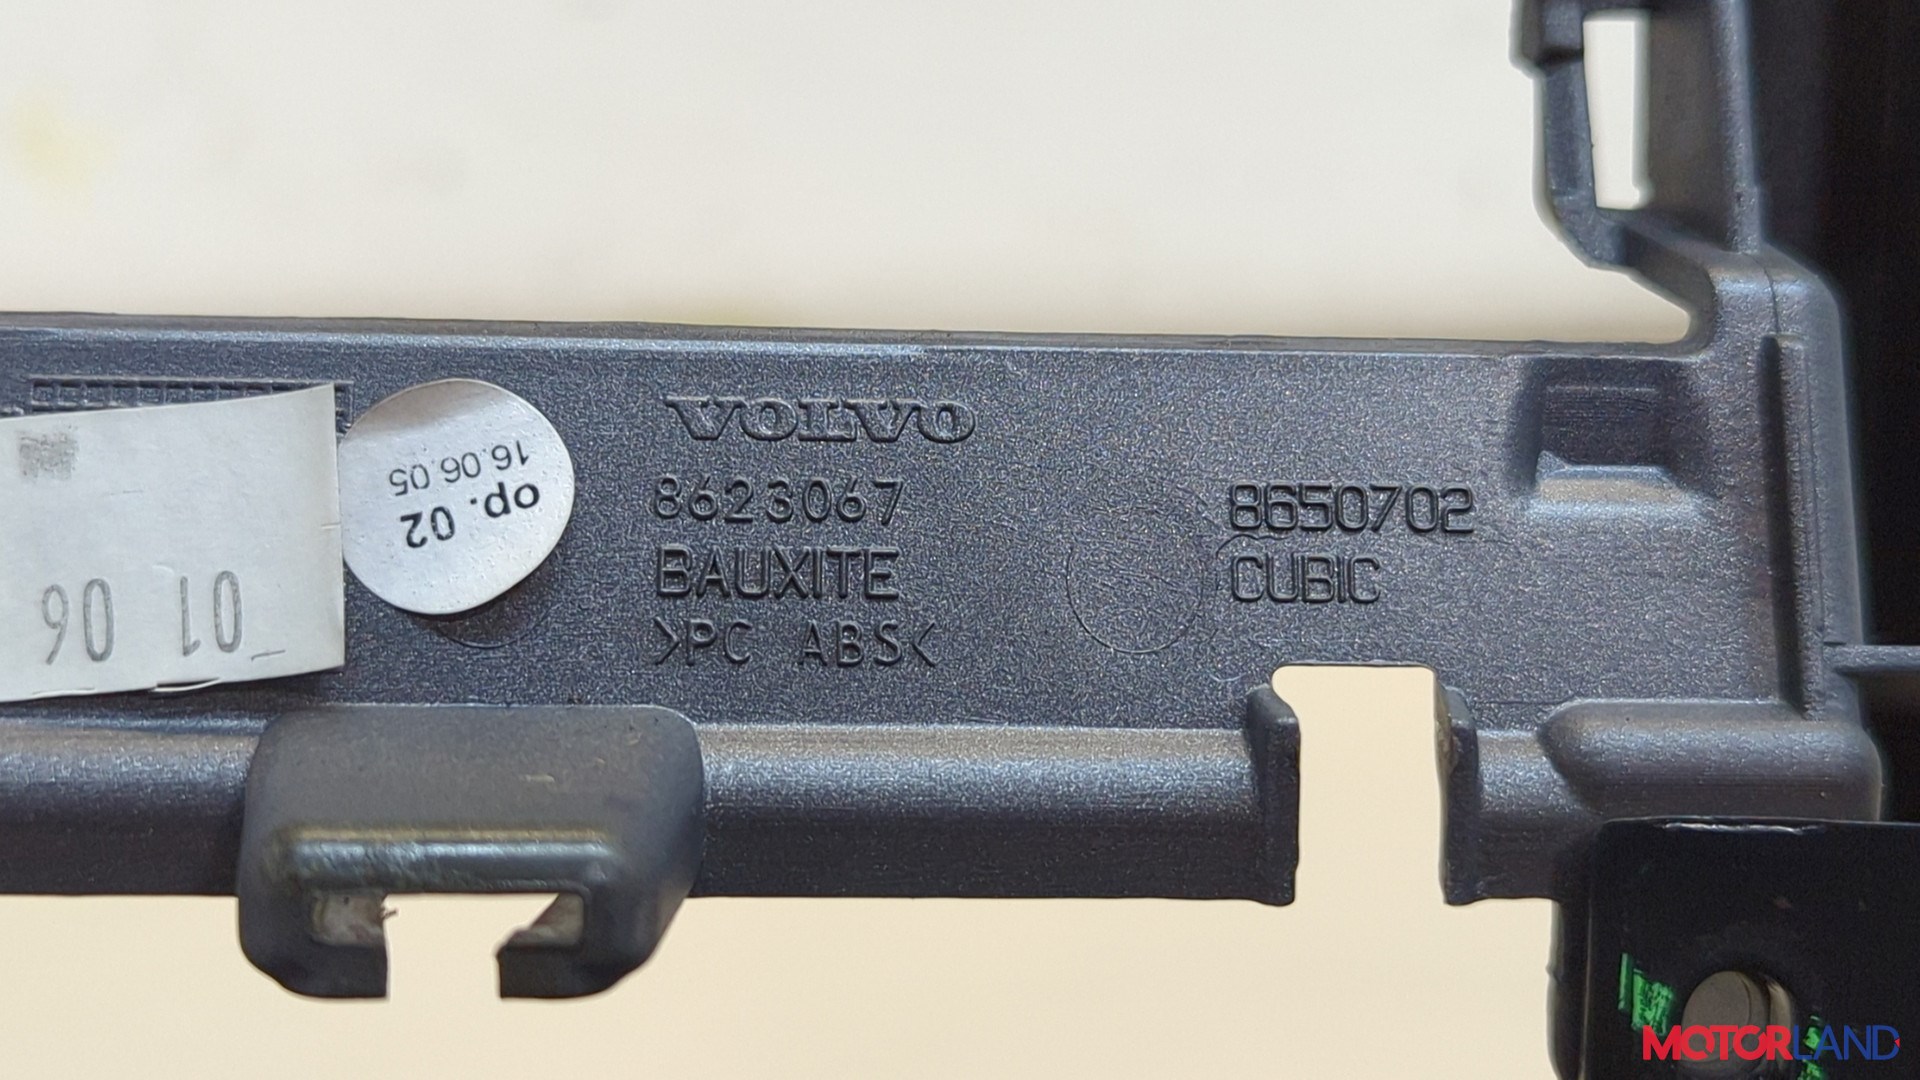 VOLVO
8623067
BAUXITE
>PC ABS<
8650702
CUBIC
op. 02
16.06.05
01 06
MOTORLAND